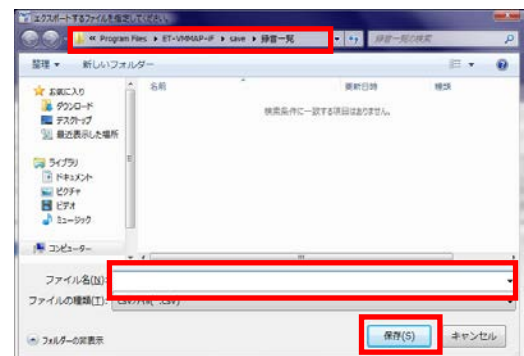 エクスポートするファイルを指定してください。
« Program Files ▸ ET-VMMAP-IF ▸ save ▸ 録音一覧
録音一覧の検索
整理 ▼ 新しいフォルダー
お気に入り
ダウンロード
デスクトップ
最近表示した場所
ライブラリ
ドキュメント
ピクチャ
ビデオ
ミュージック
コンピューター
名前 更新日時 種類
検索条件に一致する項目はありません。
ファイル名(N):
ファイルの種類(T):
フォルダーの非表示
保存(S) キャンセル